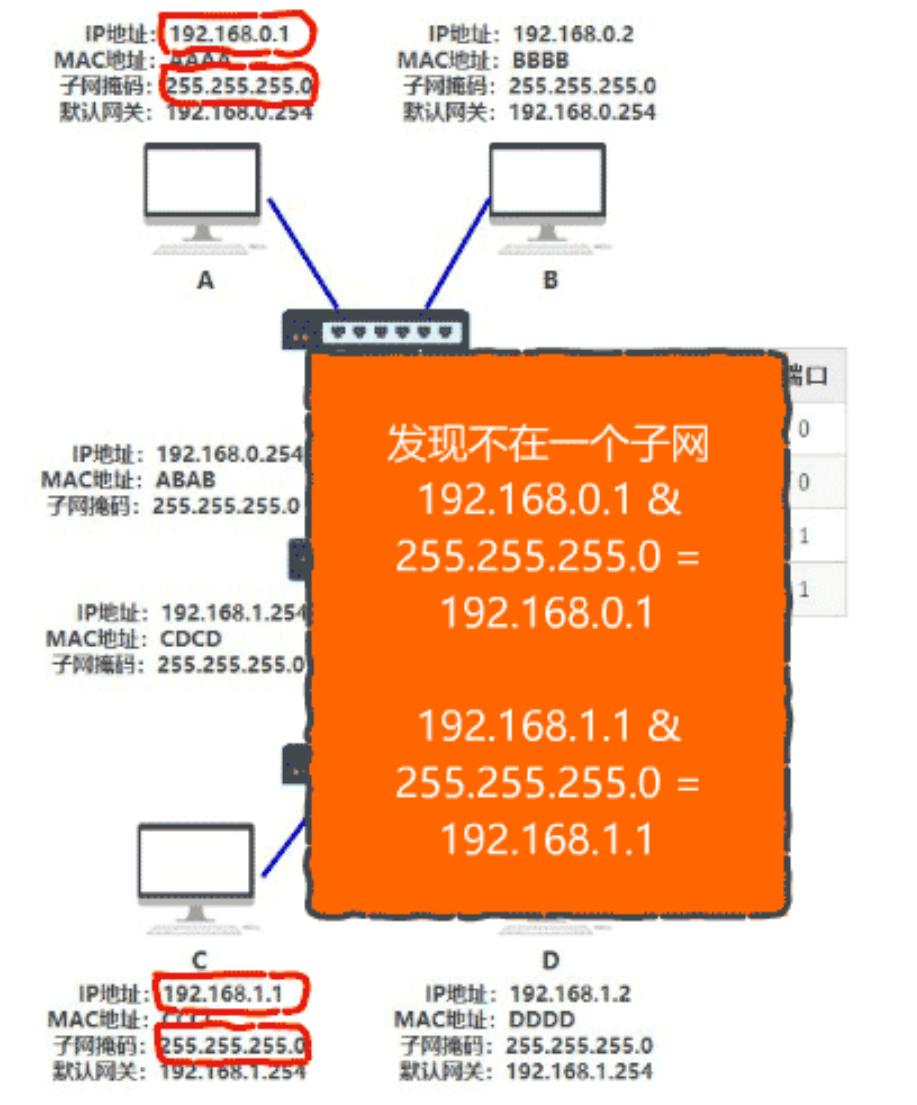 IP地址：192.168.0.1
MAC地址：AAAA
子网掩码：255.255.255.0
默认网关：192.168.0.254
IP地址：192.168.0.2
MAC地址：BBBB
子网掩码：255.255.255.0
默认网关：192.168.0.254
A
B
端口
0
0
1
1
IP地址：192.168.0.254
MAC地址：ABAB
子网掩码：255.255.255.0
IP地址：192.168.1.254
MAC地址：CDCD
子网掩码：255.255.255.0
发现不在一个子网
192.168.0.1 &
255.255.255.0 =
192.168.0.1
192.168.1.1 &
255.255.255.0 =
192.168.1.1
C
IP地址：192.168.1.1
MAC地址：CCCC
子网掩码：255.255.255.0
默认网关：192.168.1.254
D
IP地址：192.168.1.2
MAC地址：DDDD
子网掩码：255.255.255.0
默认网关：192.168.1.254